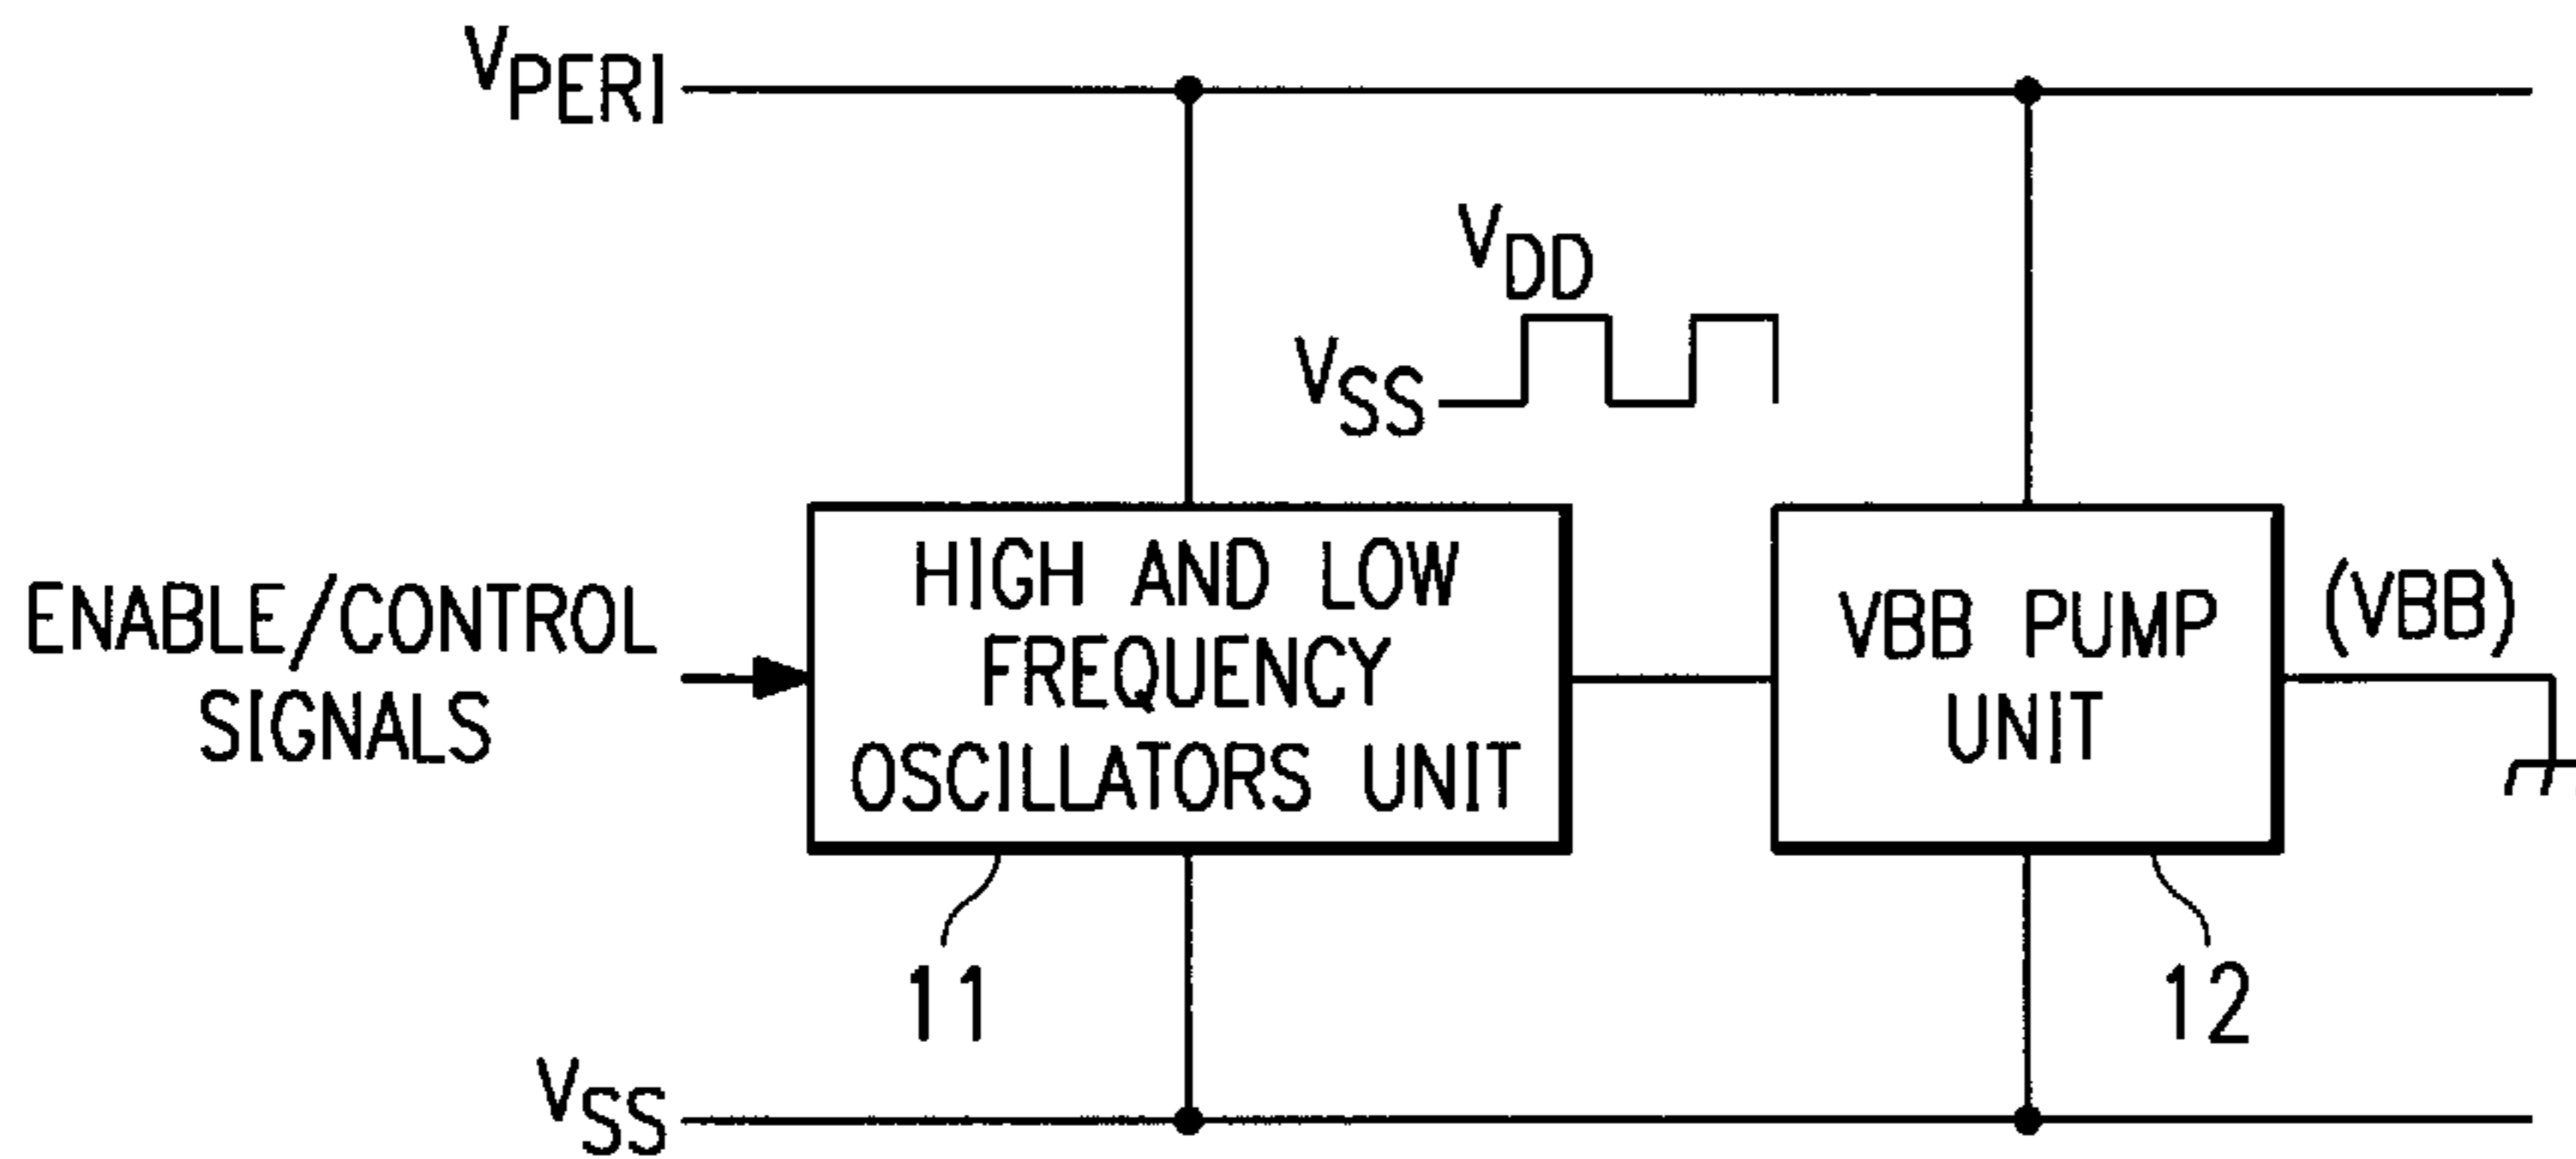 VPERI
VDD
VSS
ENABLE/CONTROL
SIGNALS
HIGH AND LOW
FREQUENCY
OSCILLATORS UNIT
VBB PUMP
UNIT
(VBB)
11
12
VSS